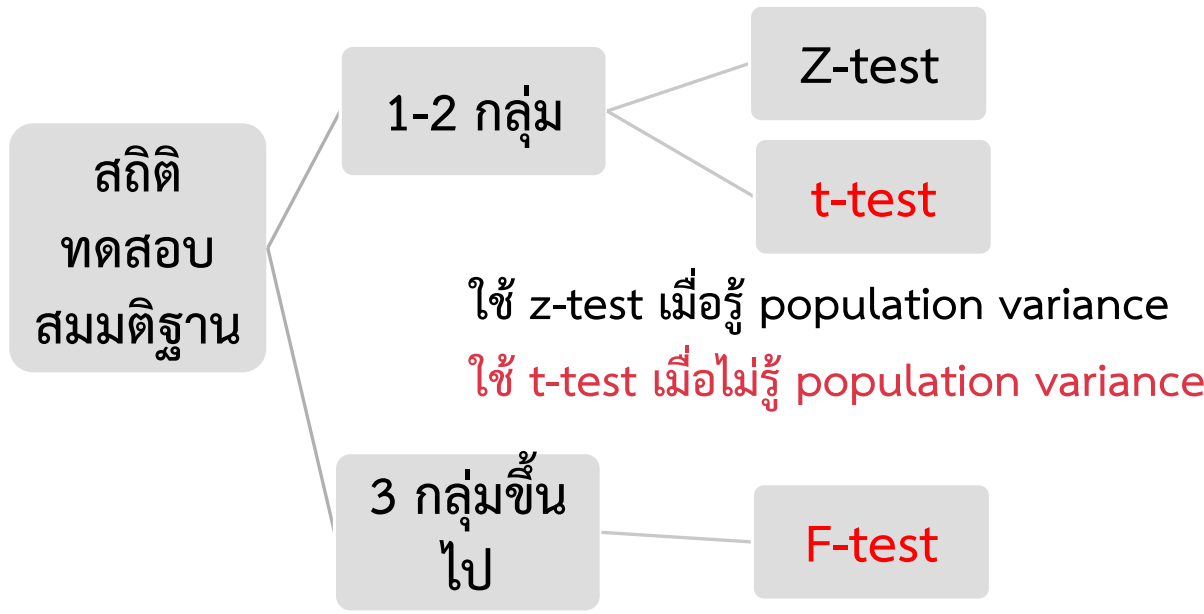 สถิติ
ทดสอบ
สมมติฐาน
1-2 กลุ่ม
Z-test
t-test
ใช้ z-test เมื่อรู้ population variance
ใช้ t-test เมื่อไม่รู้ population variance
3 กลุ่มขึ้น
ไป
F-test